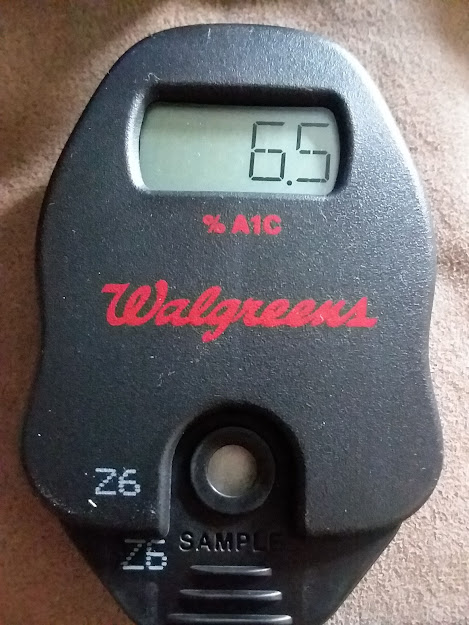 6.5
% A1C
Walgreens
Z6
Z6 SAMPLE